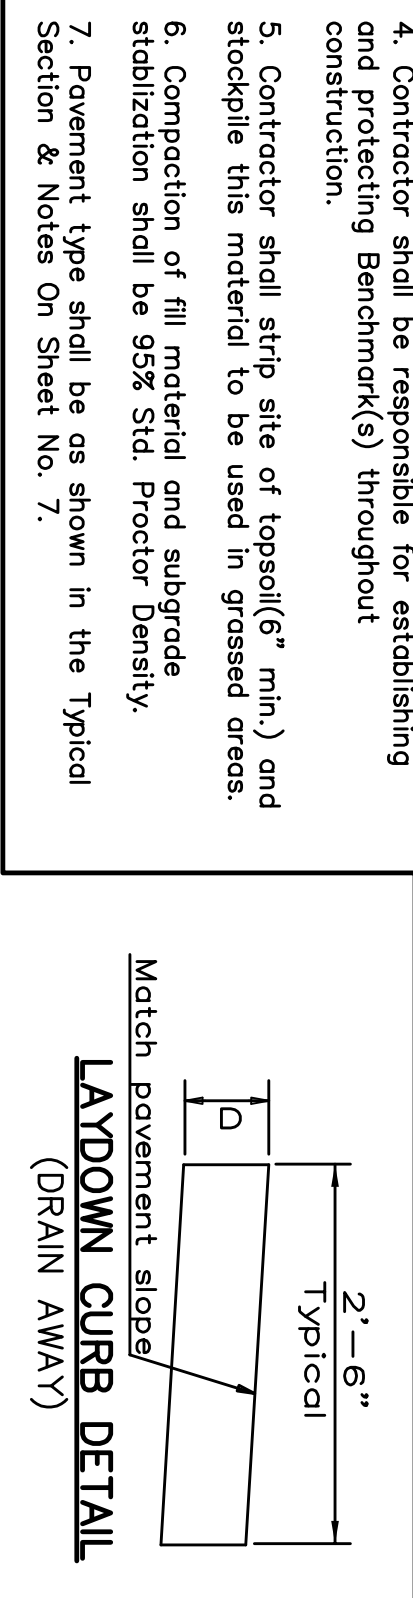 4. Contractor shall be responsible for establishing
and protecting Benchmark(s) throughout
construction.
5. Contractor shall strip site of topsoil(6" min.) and
stockpile this material to be used in grassed areas.
6. Compaction of fill material and subgrade
stablization shall be 95% Std. Proctor Density.
7. Pavement type shall be as shown in the Typical
Section & Notes On Sheet No. 7.
2'-6"
Typical
D
Match pavement slope
LAYDOWN CURB DETAIL
(DRAIN AWAY)